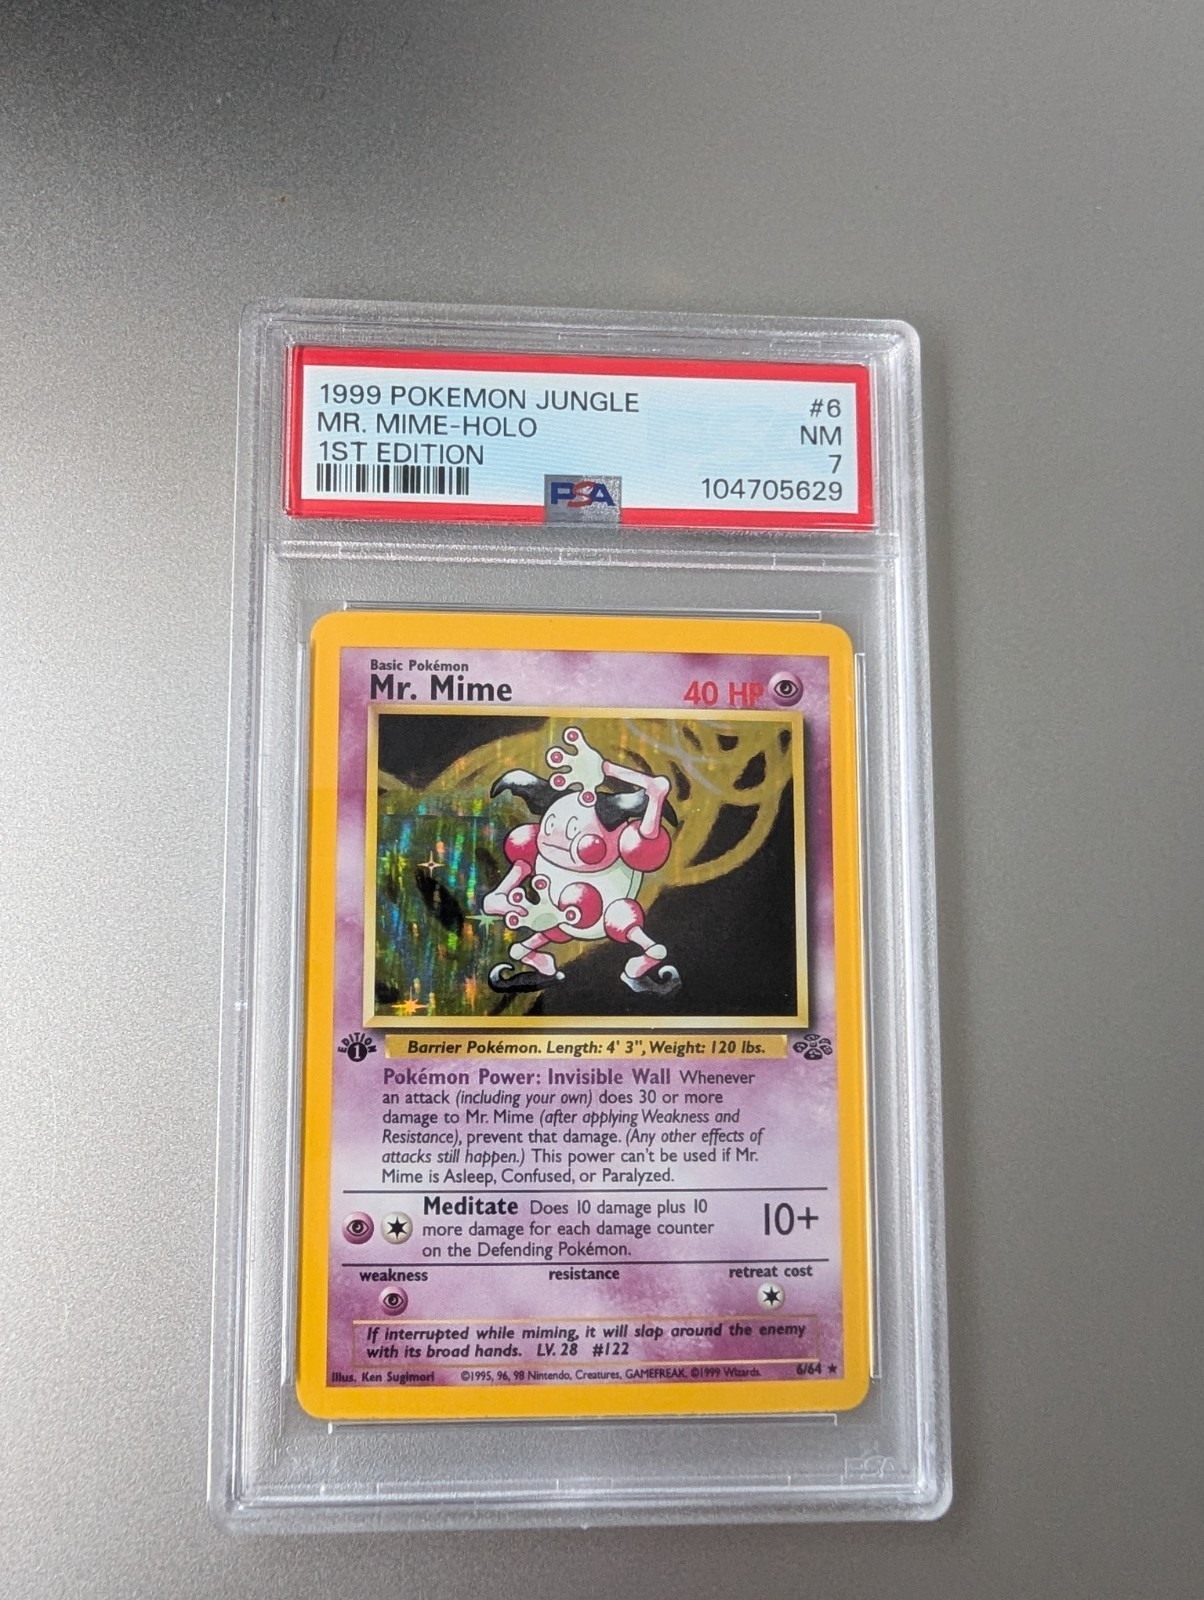 1999 POKEMON JUNGLE #6
MR. MIME-HOLO NM
1ST EDITION 7
PSA 104705629
Basic Pokémon
Mr. Mime 40 HP
EDITION
1
Barrier Pokémon. Length: 4' 3", Weight: 120 lbs.
Pokémon Power: Invisible Wall Whenever
an attack (including your own) does 30 or more
damage to Mr. Mime (after applying Weakness and
Resistance), prevent that damage. (Any other effects of
attacks still happen.) This power can't be used if Mr.
Mime is Asleep, Confused, or Paralyzed.
Meditate Does 10 damage plus 10
more damage for each damage counter
on the Defending Pokémon.
10+
weakness resistance retreat cost
If interrupted while miming, it will slap around the enemy
with its broad hands. LV. 28 #122
Illus. Ken Sugimori ©1995, 96, 98 Nintendo, Creatures, GAMEFREAK. ©1999 Wizards. 6/64 ★
PSA